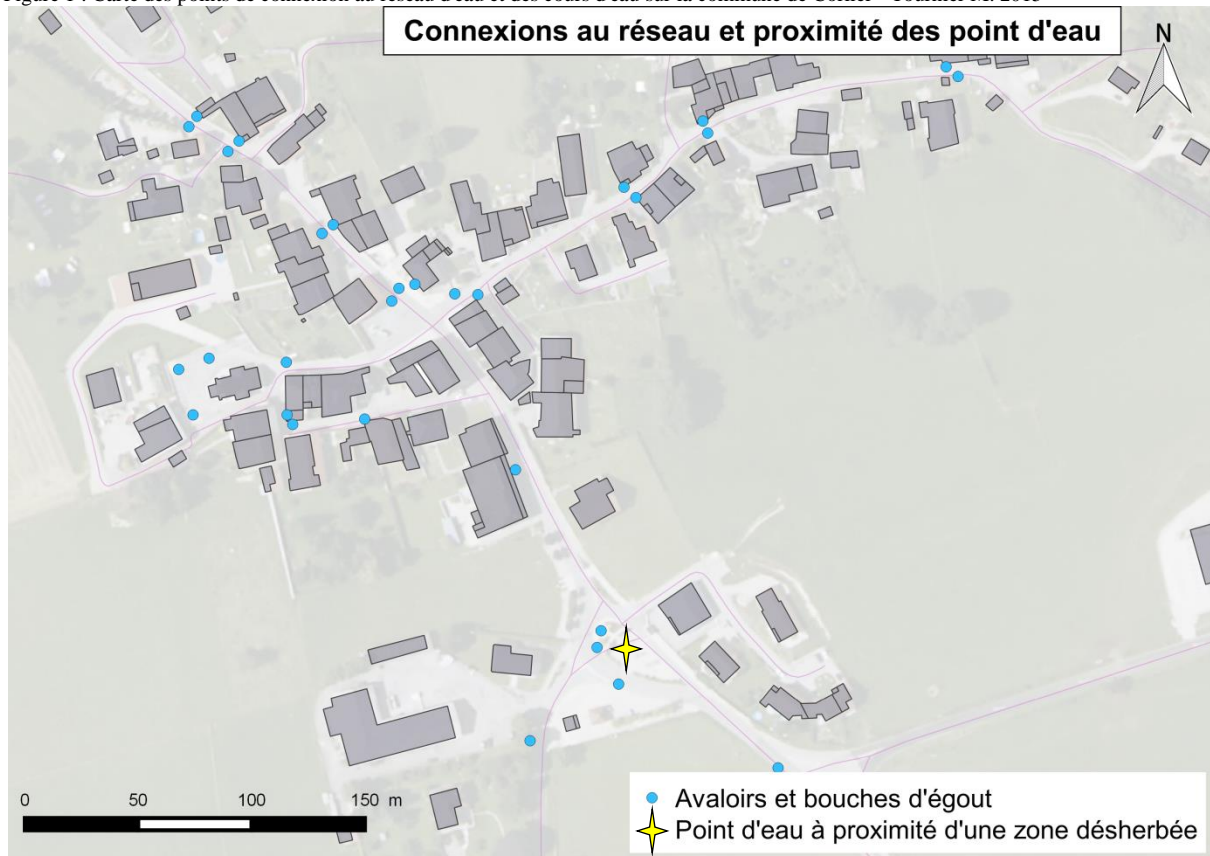 Connexions au réseau et proximité des point d'eau
N
0 50 100 150 m
Avaloirs et bouches d'égout
Point d'eau à proximité d'une zone désherbée